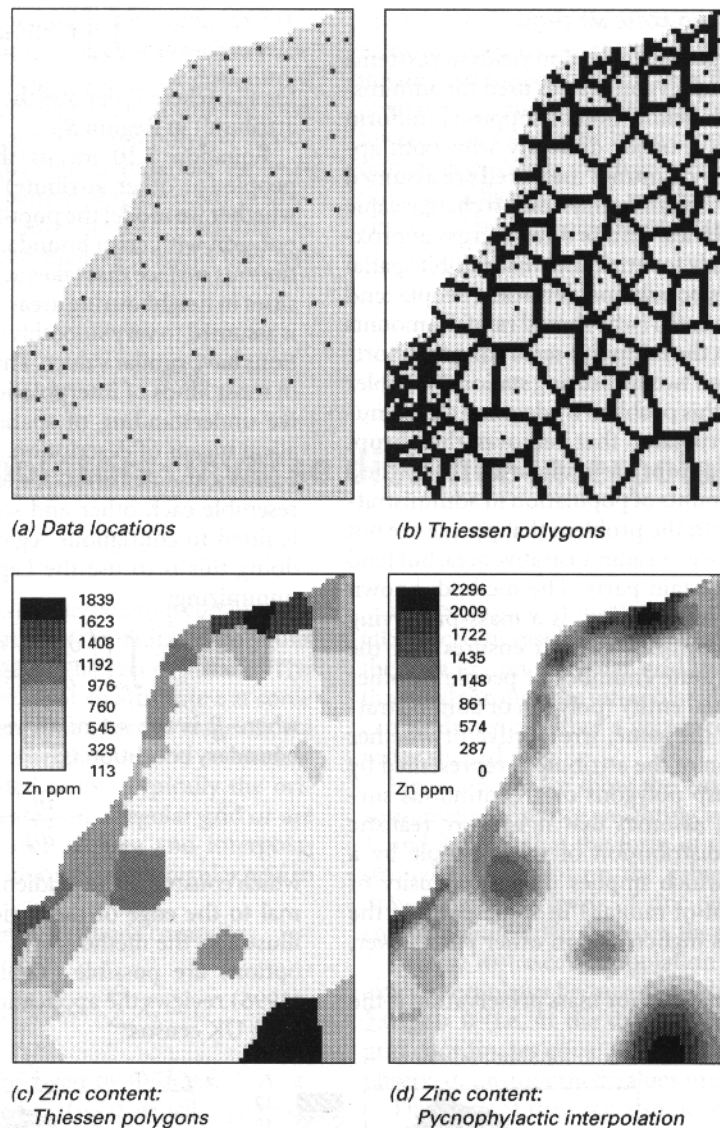 (a) Data locations
(b) Thiessen polygons
1839
1623
1408
1192
976
760
545
329
113
Zn ppm
2296
2009
1722
1435
1148
861
574
287
0
Zn ppm
(c) Zinc content:
Thiessen polygons
(d) Zinc content:
Pycnophylactic interpolation